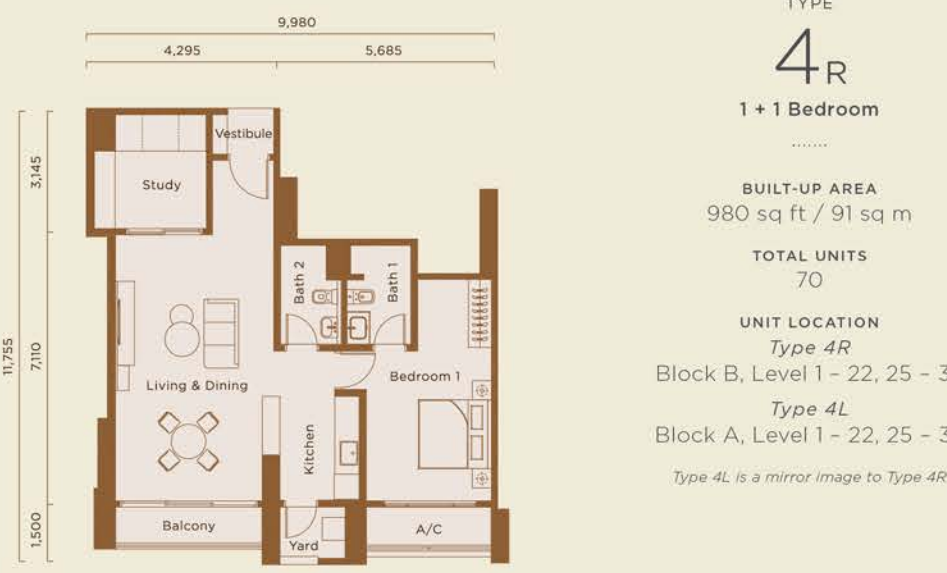 9,980
4,295
5,685
11,755
3,145
7,110
1,500
Vestibule
Study
Bath 2
Bath 1
Living & Dining
Bedroom 1
Kitchen
Balcony
Yard
A/C
TYPE
4R
1 + 1 Bedroom
BUILT-UP AREA
980 sq ft / 91 sq m
TOTAL UNITS
70
UNIT LOCATION
Type 4R
Block B, Level 1 – 22, 25 – 3
Type 4L
Block A, Level 1 – 22, 25 – 3
Type 4L is a mirror image to Type 4R